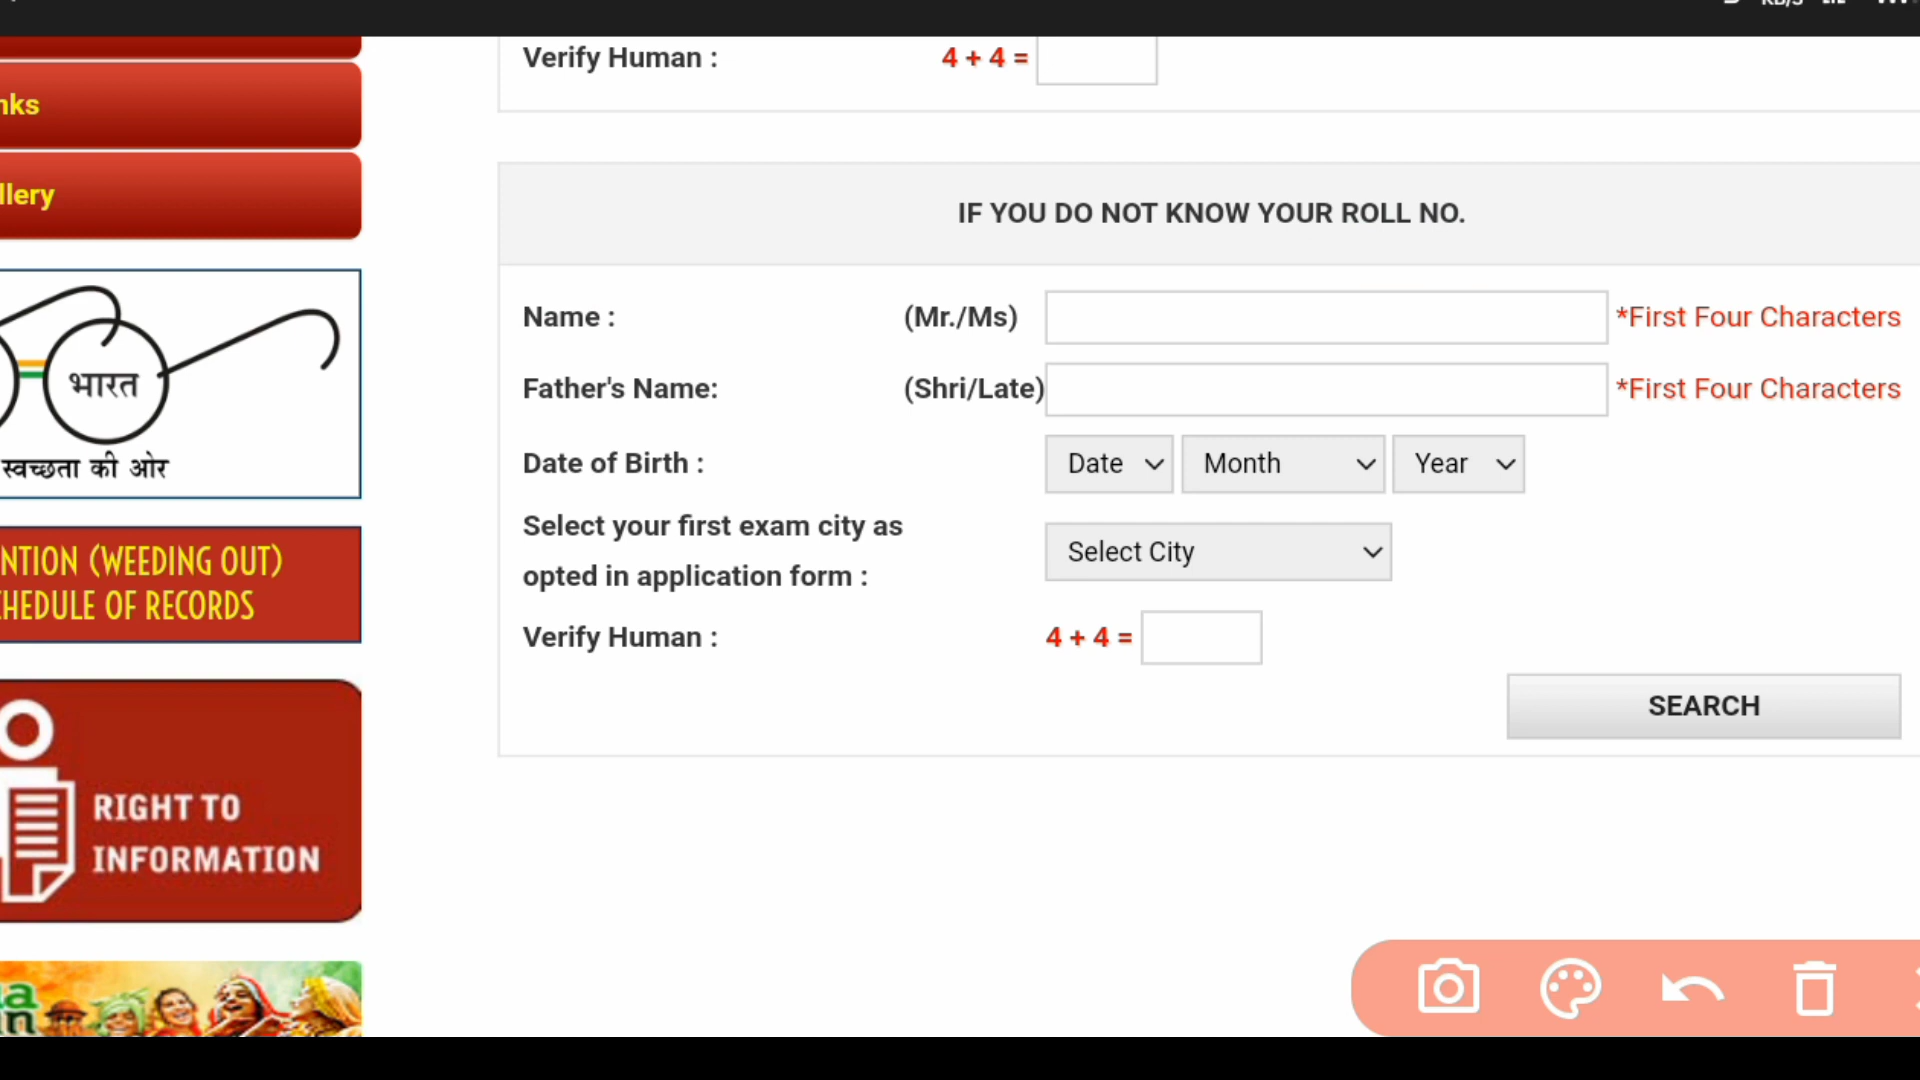 Verify Human : 4 + 4 =
nks
llery
IF YOU DO NOT KNOW YOUR ROLL NO.
Name : (Mr./Ms) *First Four Characters
Father's Name: (Shri/Late) *First Four Characters
Date of Birth : Date Month Year
Select your first exam city as
opted in application form :
Select City
Verify Human : 4 + 4 =
SEARCH
भारत
स्वच्छता की ओर
NTION (WEEDING OUT)
CHEDULE OF RECORDS
RIGHT TO
INFORMATION